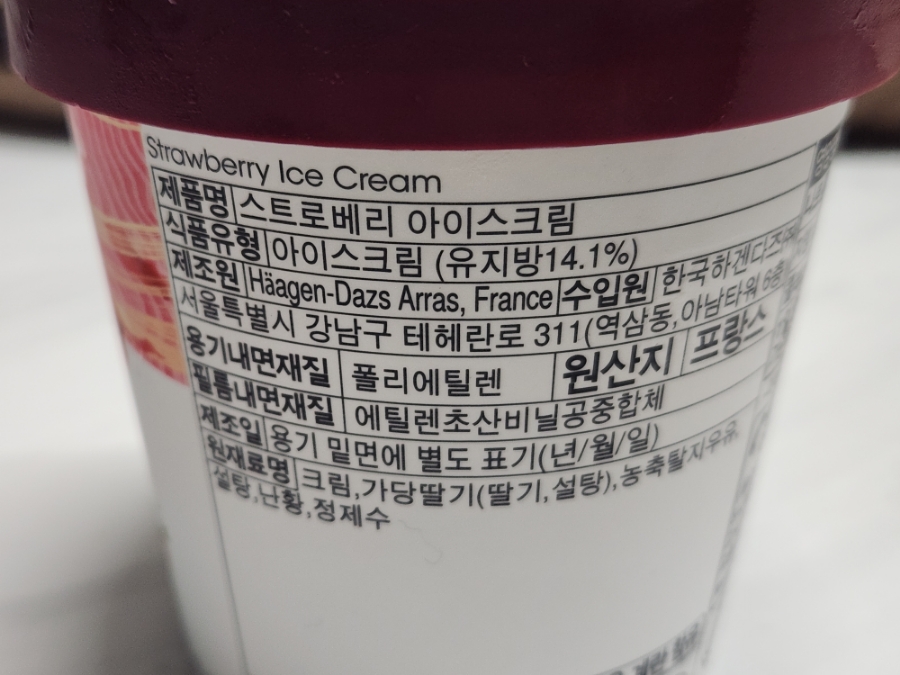 Strawberry Ice Cream
제품명 스트로베리 아이스크림
식품유형 아이스크림 (유지방14.1%)
제조원 Häagen-Dazs Arras, France 수입원 한국하겐다즈
서울특별시 강남구 테헤란로 311(역삼동,아남타워 6층)
용기내면재질 폴리에틸렌 원산지 프랑스
필름내면재질 에틸렌초산비닐공중합체
제조일 용기 밑면에 별도 표기(년/월/일)
원재료명 크림,가당딸기(딸기,설탕),농축탈지우유,
설탕,난황,정제수